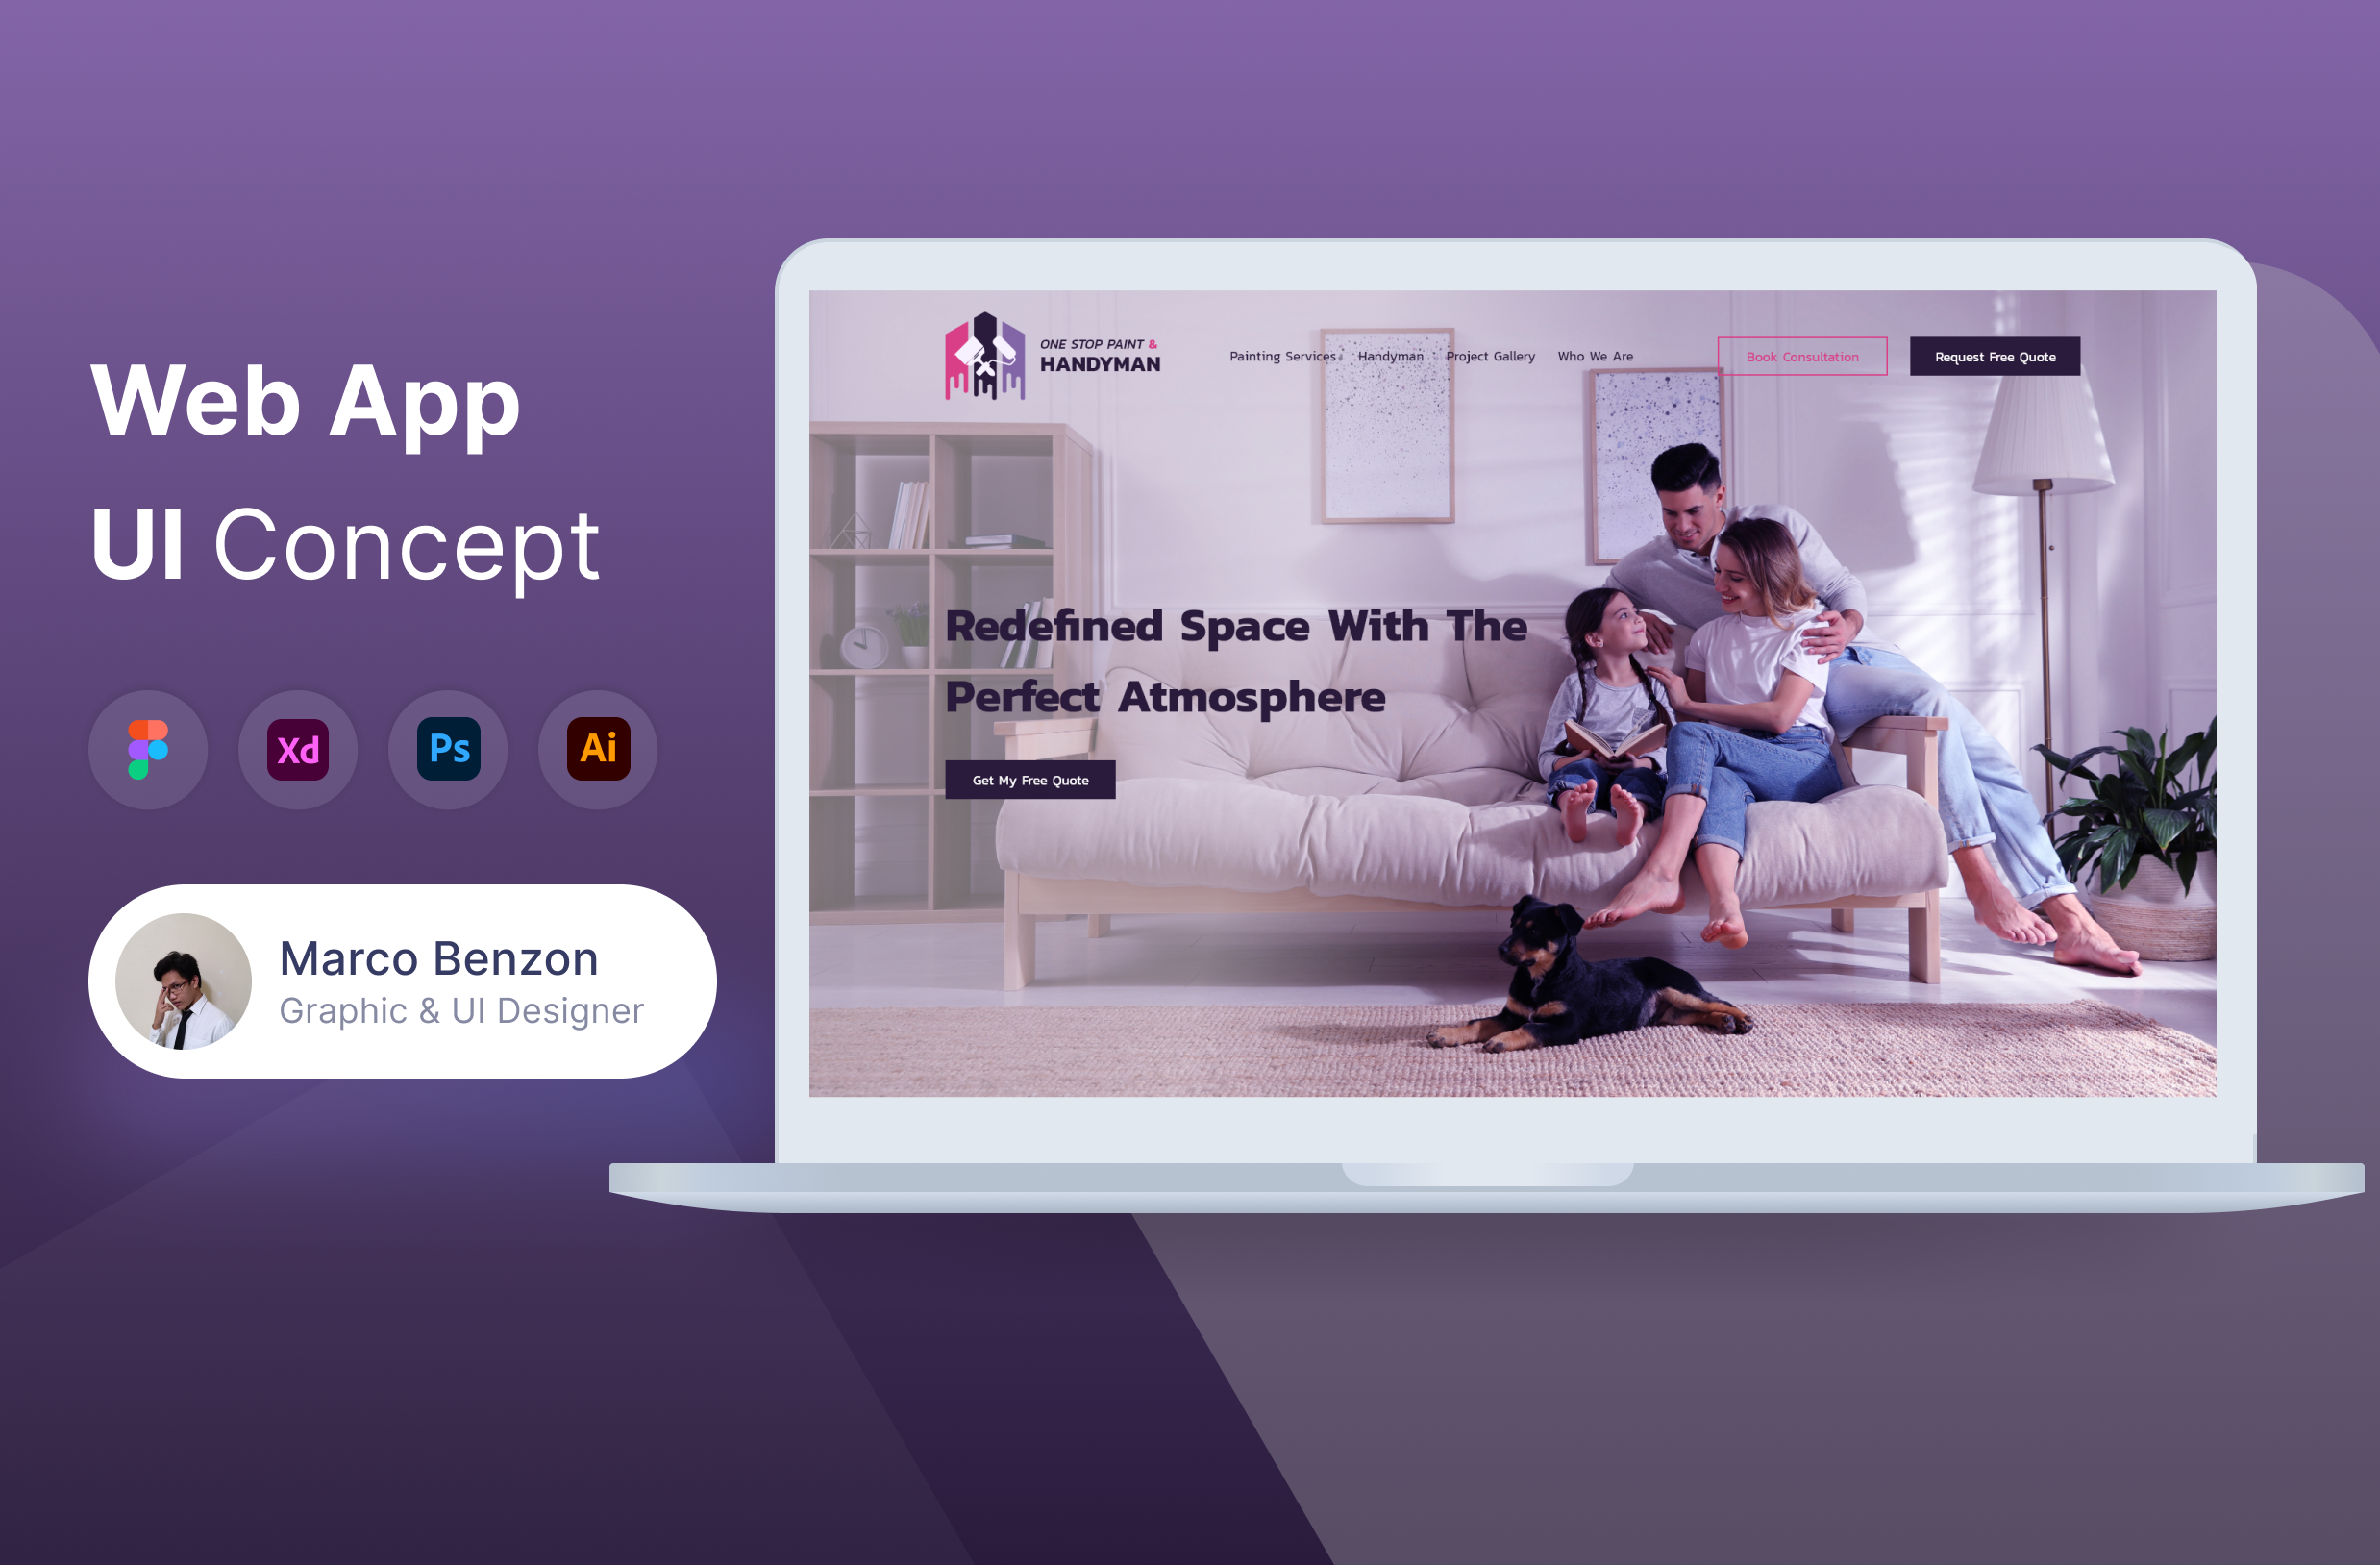 Web App
UI Concept
Xd
Ps
Ai
Marco Benzon
Graphic & UI Designer
ONE STOP PAINT &
HANDYMAN
Painting Services
Handyman
Project Gallery
Who We Are
Book Consultation
Request Free Quote
Redefined Space With The
Perfect Atmosphere
Get My Free Quote